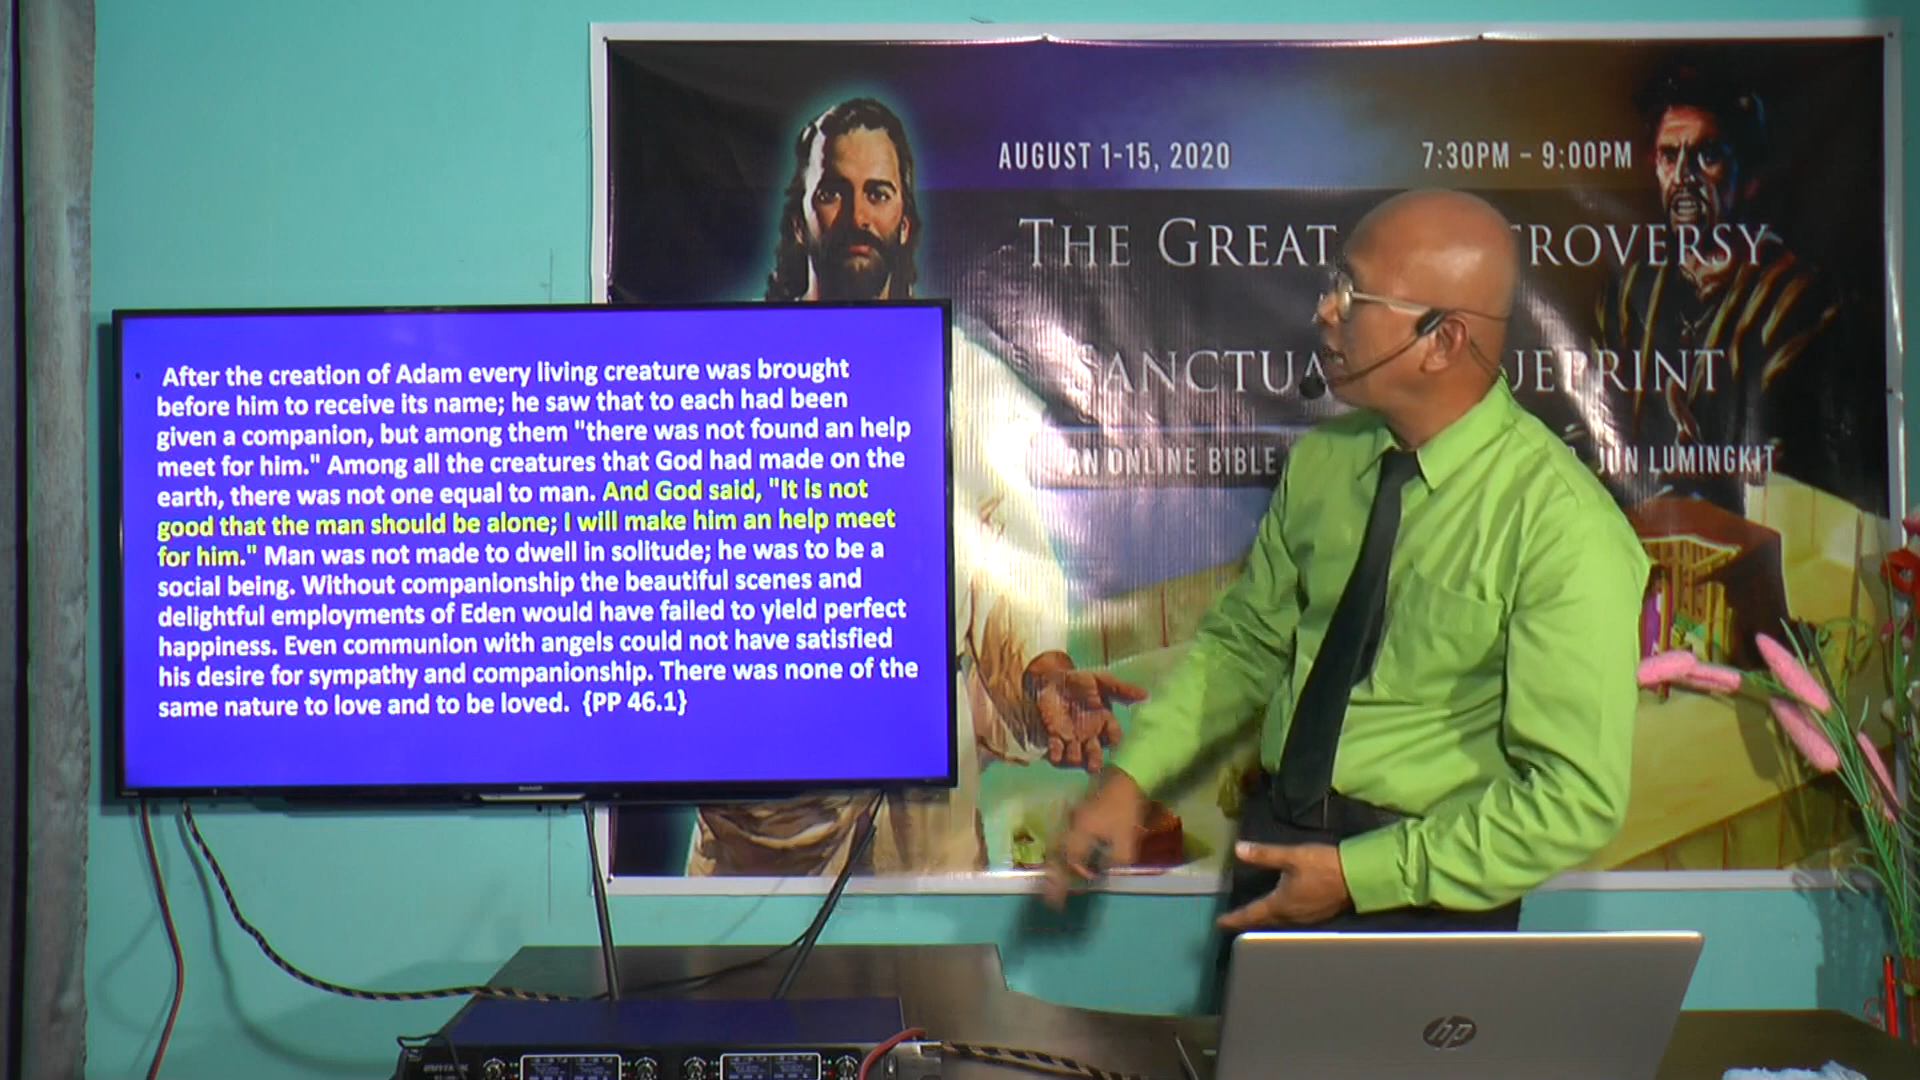 AUGUST 1-15, 2020
7:30PM – 9:00PM
THE GREAT TROVERSY
SANCTUA UEPRINT
AN ONLINE BIBLE JUN LUMINGKIT
After the creation of Adam every living creature was brought
before him to receive its name; he saw that to each had been
given a companion, but among them "there was not found an help
meet for him." Among all the creatures that God had made on the
earth, there was not one equal to man. And God said, "It is not
good that the man should be alone; I will make him an help meet
for him." Man was not made to dwell in solitude; he was to be a
social being. Without companionship the beautiful scenes and
delightful employments of Eden would have failed to yield perfect
happiness. Even communion with angels could not have satisfied
his desire for sympathy and companionship. There was none of the
same nature to love and to be loved. {PP 46.1}
SHARP
hp